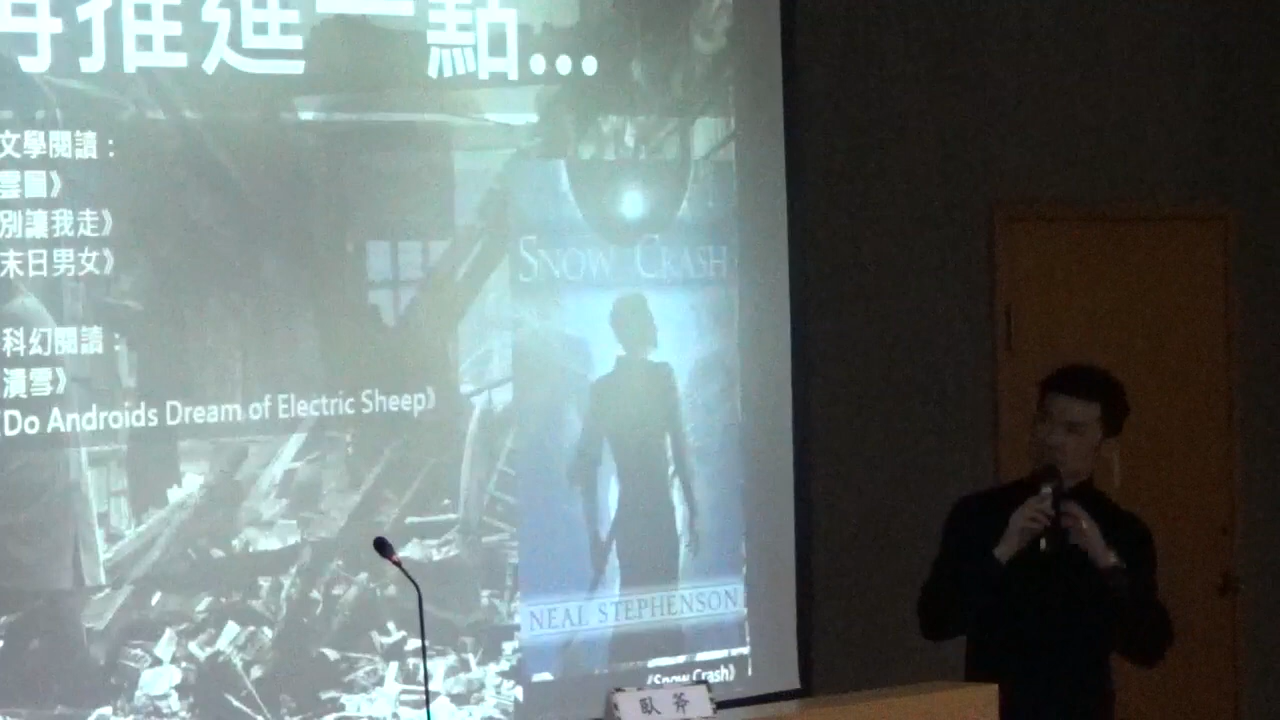 再推進一點...
文學閱讀：
雲圖》
別讓我走》
末日男女》
科幻閱讀：
潰雪》
《Do Androids Dream of Electric Sheep》
SNOW CRASH
NEAL STEPHENSON
《Snow Crash》
臥斧